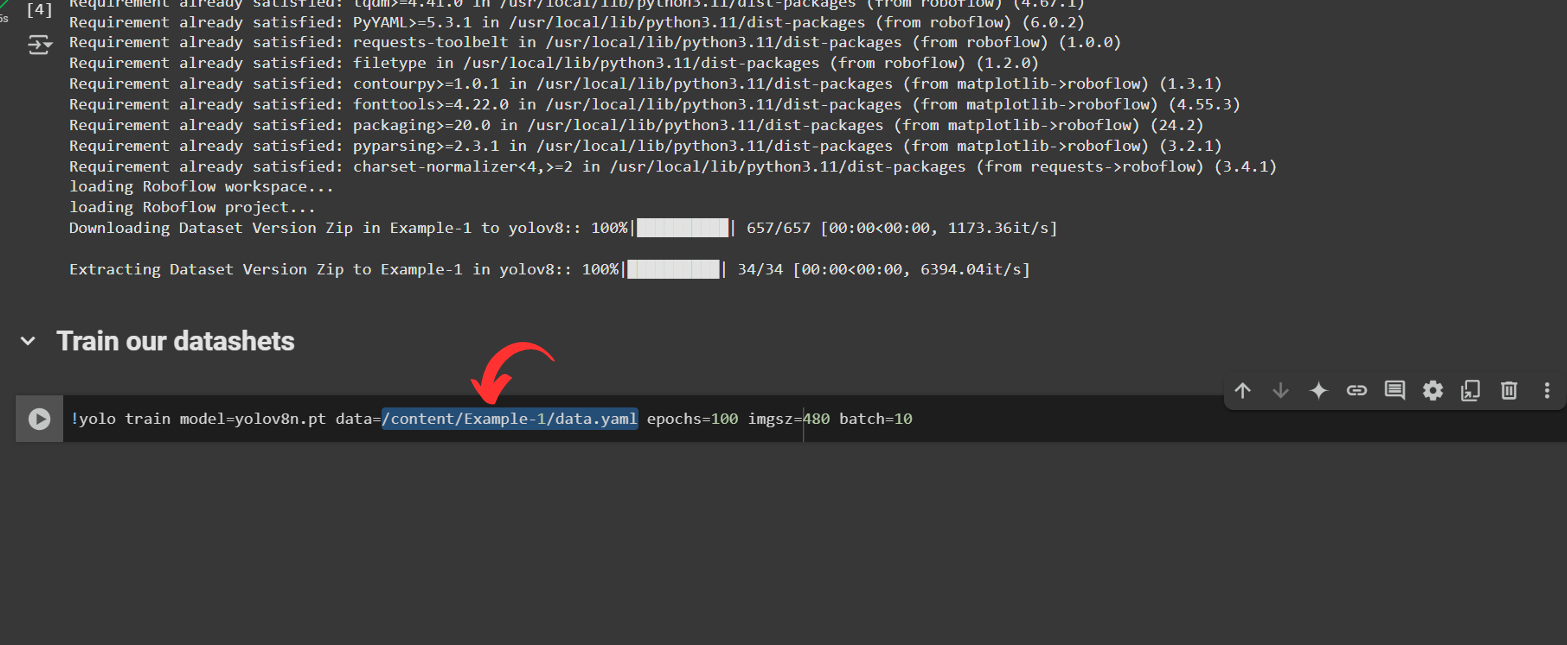 [4]
Requirement already satisfied: tqdm>=4.41.0 in /usr/local/lib/python3.11/dist-packages (from roboflow) (4.67.1)
5s
Requirement already satisfied: PyYAML>=5.3.1 in /usr/local/lib/python3.11/dist-packages (from roboflow) (6.0.2)
Requirement already satisfied: requests-toolbelt in /usr/local/lib/python3.11/dist-packages (from roboflow) (1.0.0)
Requirement already satisfied: filetype in /usr/local/lib/python3.11/dist-packages (from roboflow) (1.2.0)
Requirement already satisfied: contourpy>=1.0.1 in /usr/local/lib/python3.11/dist-packages (from matplotlib->roboflow) (1.3.1)
Requirement already satisfied: fonttools>=4.22.0 in /usr/local/lib/python3.11/dist-packages (from matplotlib->roboflow) (4.55.3)
Requirement already satisfied: packaging>=20.0 in /usr/local/lib/python3.11/dist-packages (from matplotlib->roboflow) (24.2)
Requirement already satisfied: pyparsing>=2.3.1 in /usr/local/lib/python3.11/dist-packages (from matplotlib->roboflow) (3.2.1)
Requirement already satisfied: charset-normalizer<4,>=2 in /usr/local/lib/python3.11/dist-packages (from requests->roboflow) (3.4.1)
loading Roboflow workspace...
loading Roboflow project...
Downloading Dataset Version Zip in Example-1 to yolov8:: 100%|██████████| 657/657 [00:00<00:00, 1173.36it/s]
Extracting Dataset Version Zip to Example-1 in yolov8:: 100%|██████████| 34/34 [00:00<00:00, 6394.04it/s]
Train our datashets
!yolo train model=yolov8n.pt data=/content/Example-1/data.yaml epochs=100 imgsz=480 batch=10